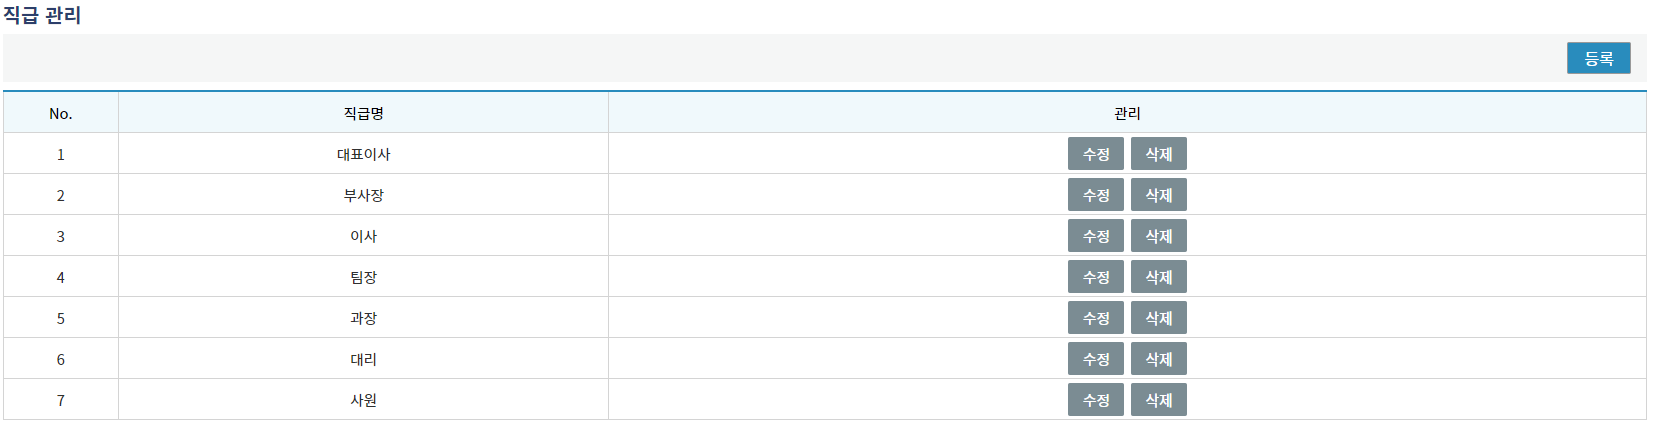 직급 관리
등록
No. 직급명 관리
1 대표이사 수정 삭제
2 부사장 수정 삭제
3 이사 수정 삭제
4 팀장 수정 삭제
5 과장 수정 삭제
6 대리 수정 삭제
7 사원 수정 삭제